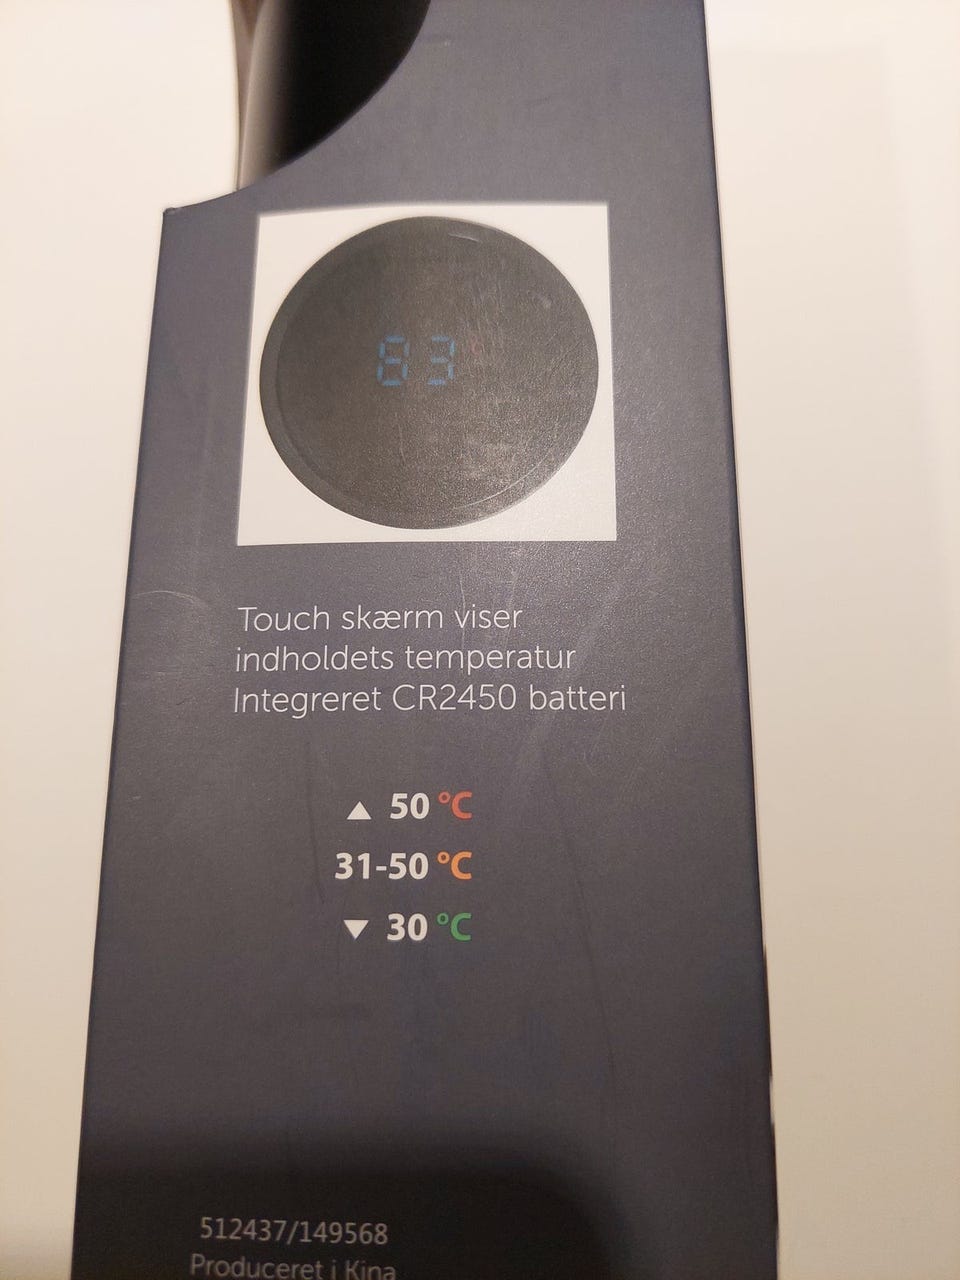 83 °C
Touch skærm viser
indholdets temperatur
Integreret CR2450 batteri
▲ 50 °C
31-50 °C
▼ 30 °C
512437/149568
Produceret i Kina